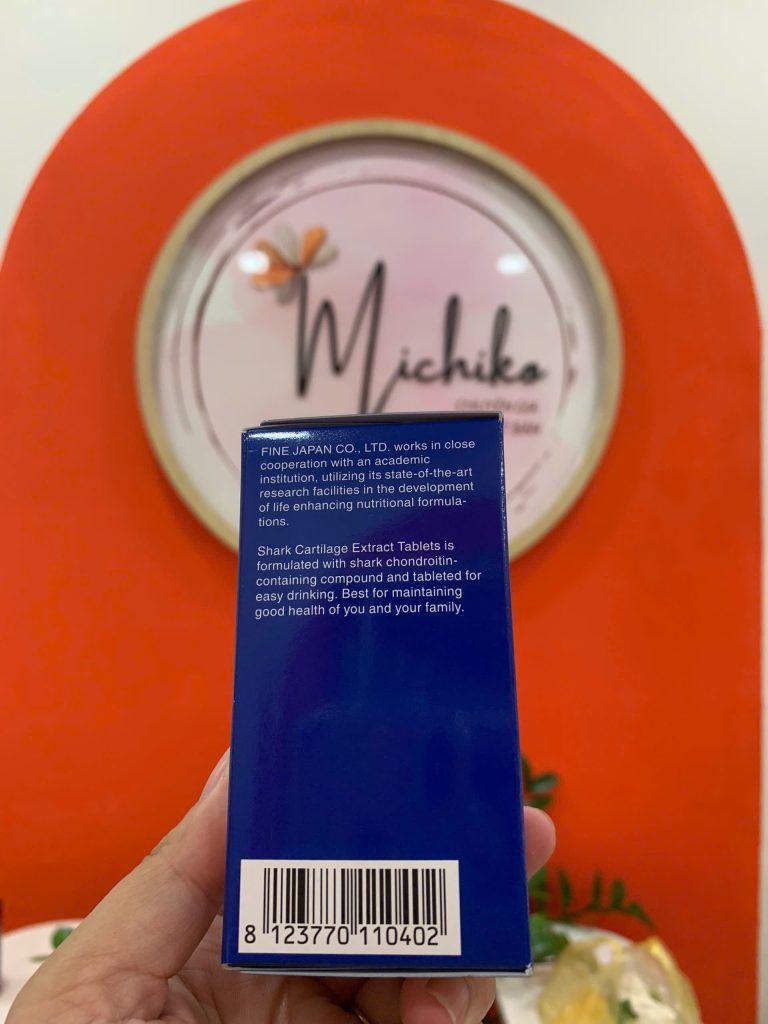 Michiko
FINE JAPAN CO., LTD. works in close
cooperation with an academic
institution, utilizing its state-of-the-art
research facilities in the development
of life enhancing nutritional formula-
tions.
Shark Cartilage Extract Tablets is
formulated with shark chondroitin-
containing compound and tableted for
easy drinking. Best for maintaining
good health of you and your family.
8 123770 110402